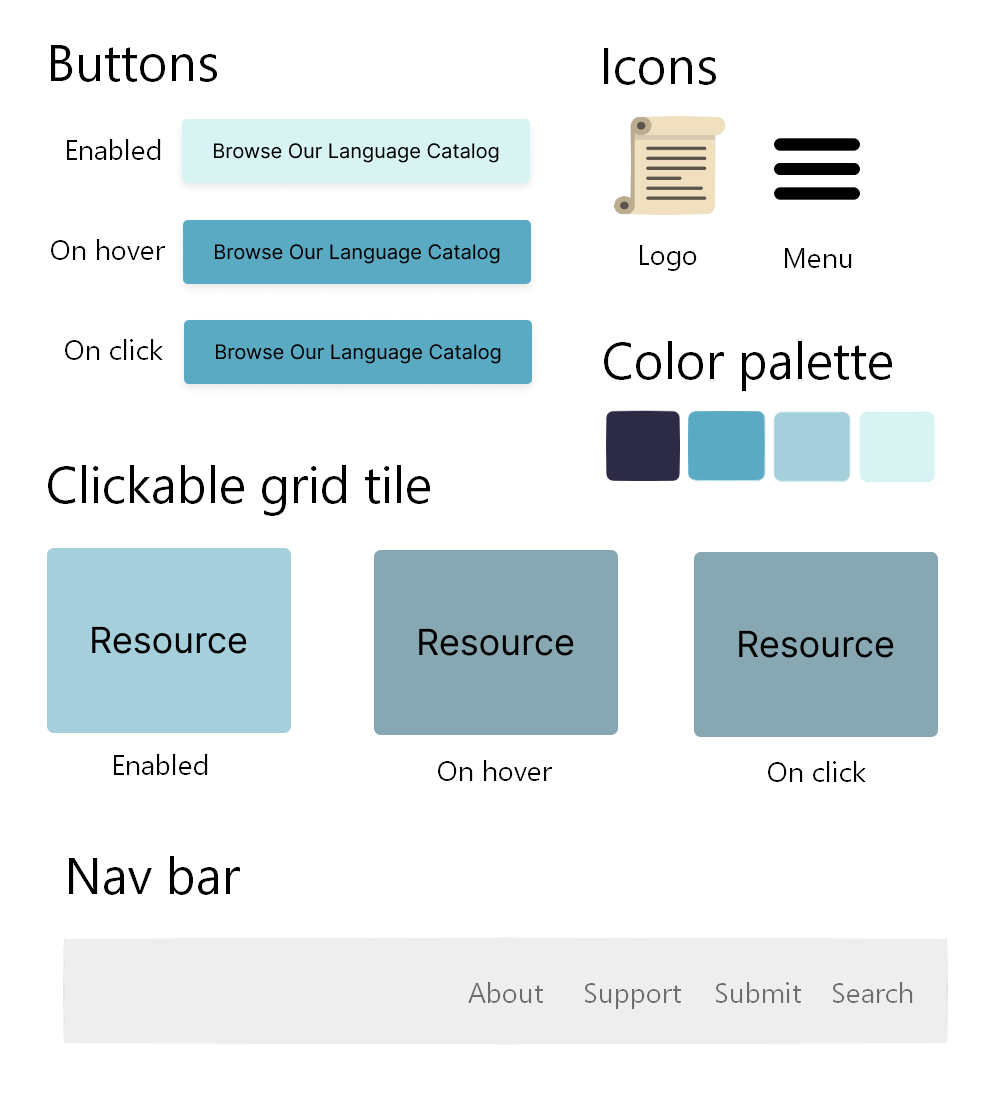 Buttons
Enabled
Browse Our Language Catalog
On hover
Browse Our Language Catalog
On click
Browse Our Language Catalog
Icons
Logo
Menu
Color palette
Clickable grid tile
Resource
Resource
Resource
Enabled
On hover
On click
Nav bar
About Support Submit Search